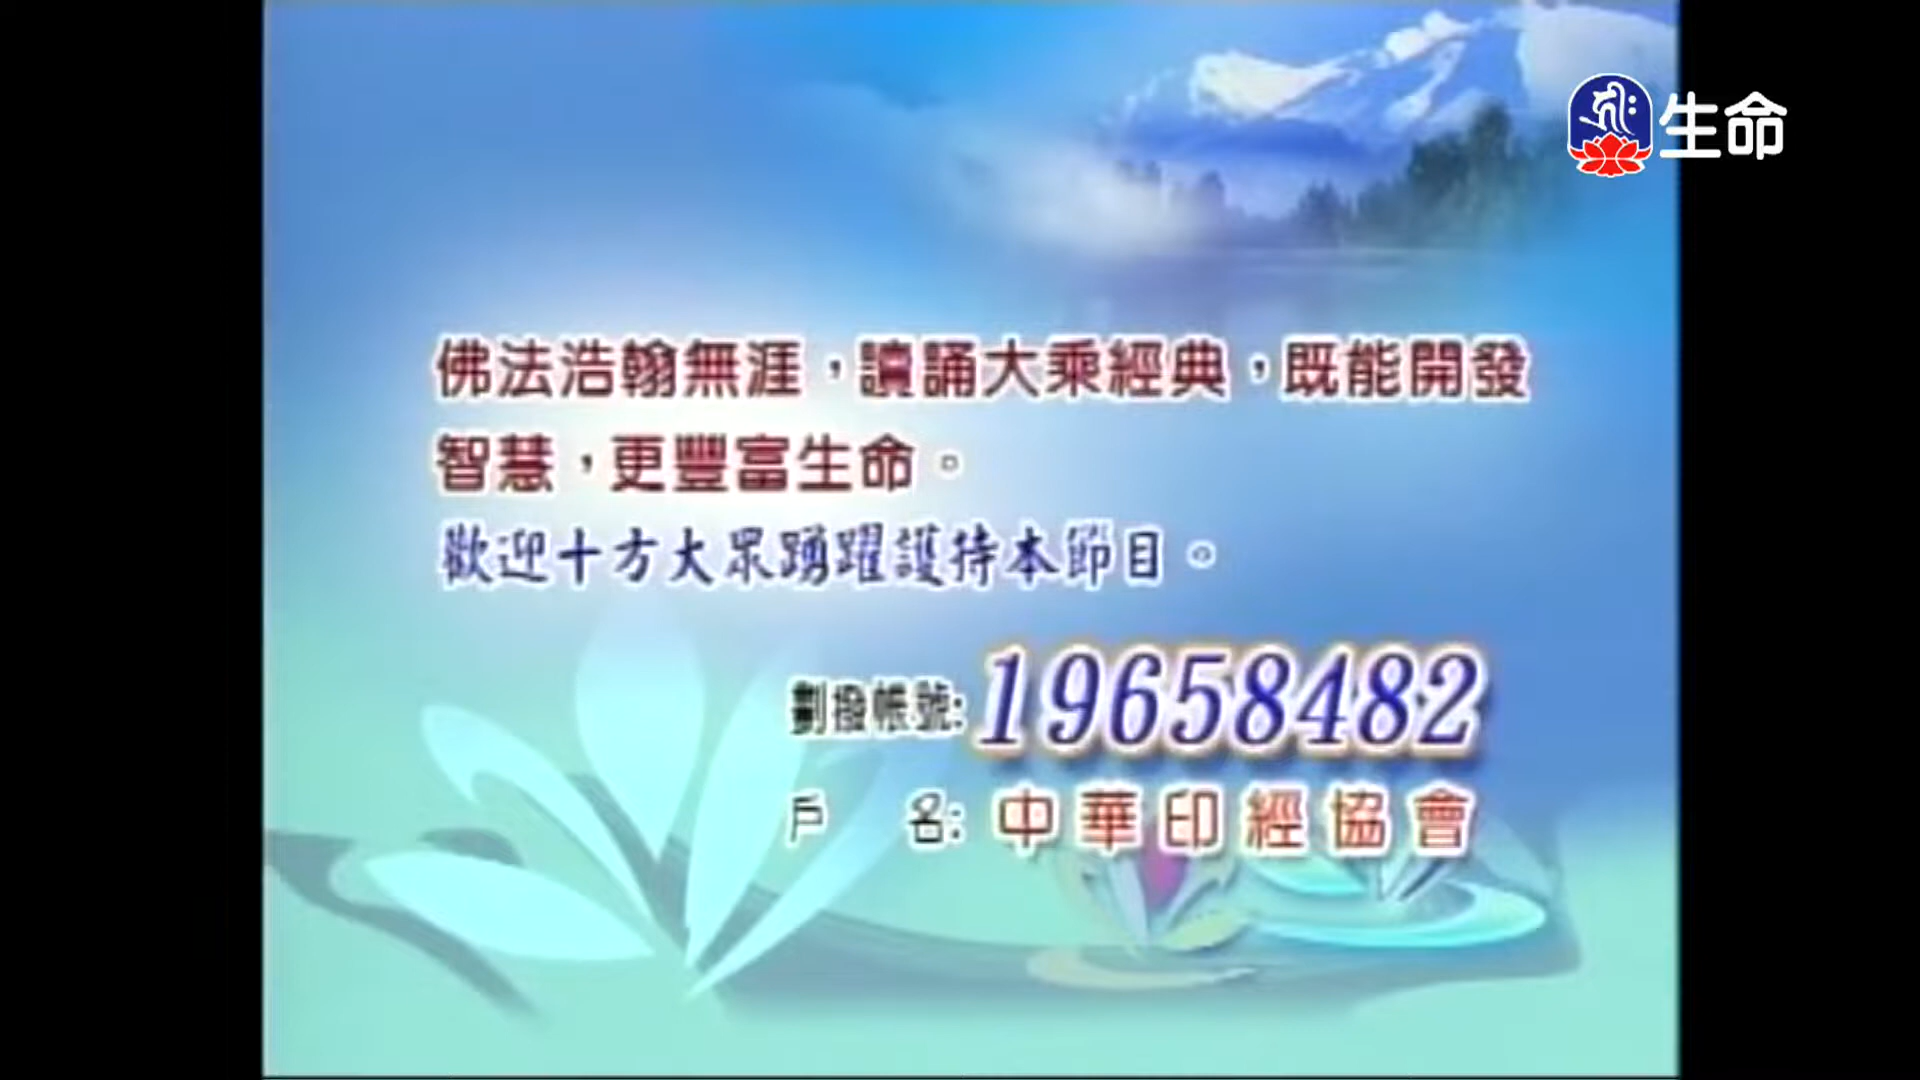 生命
佛法浩翰無涯，讀誦大乘經典，既能開發
智慧，更豐富生命。
歡迎十方大眾踴躍護持本節目。
劃撥帳號:19658482
戶 名:中華印經協會